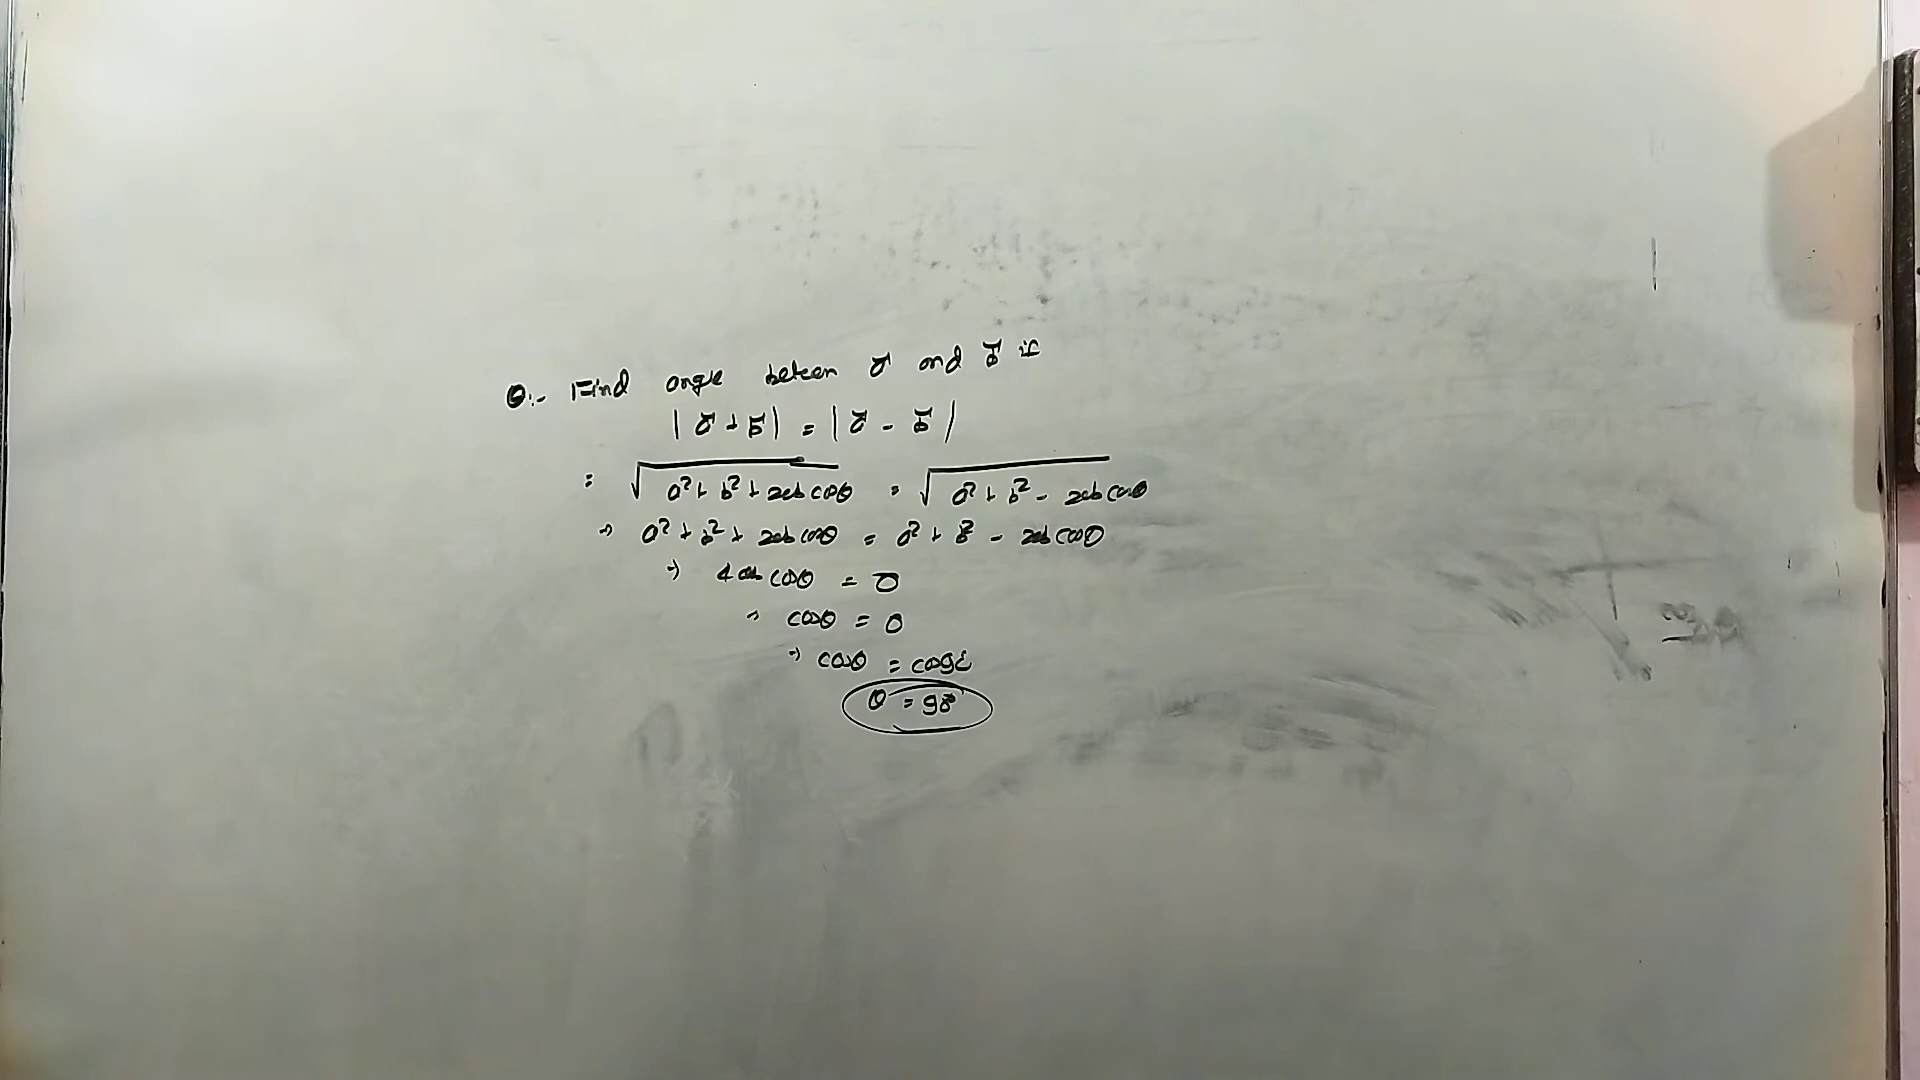 Q:- Find angle beteen a⃗ and b⃗ if
|a⃗ + b⃗| = |a⃗ - b⃗|
= √(a² + b² + 2ab cosθ) = √(a² + b² - 2ab cosθ)
⇒ a² + b² + 2ab cosθ = a² + b² - 2ab cosθ
⇒ 4ab cosθ = 0
⇒ cosθ = 0
⇒ cosθ = cos90°
θ = 90°